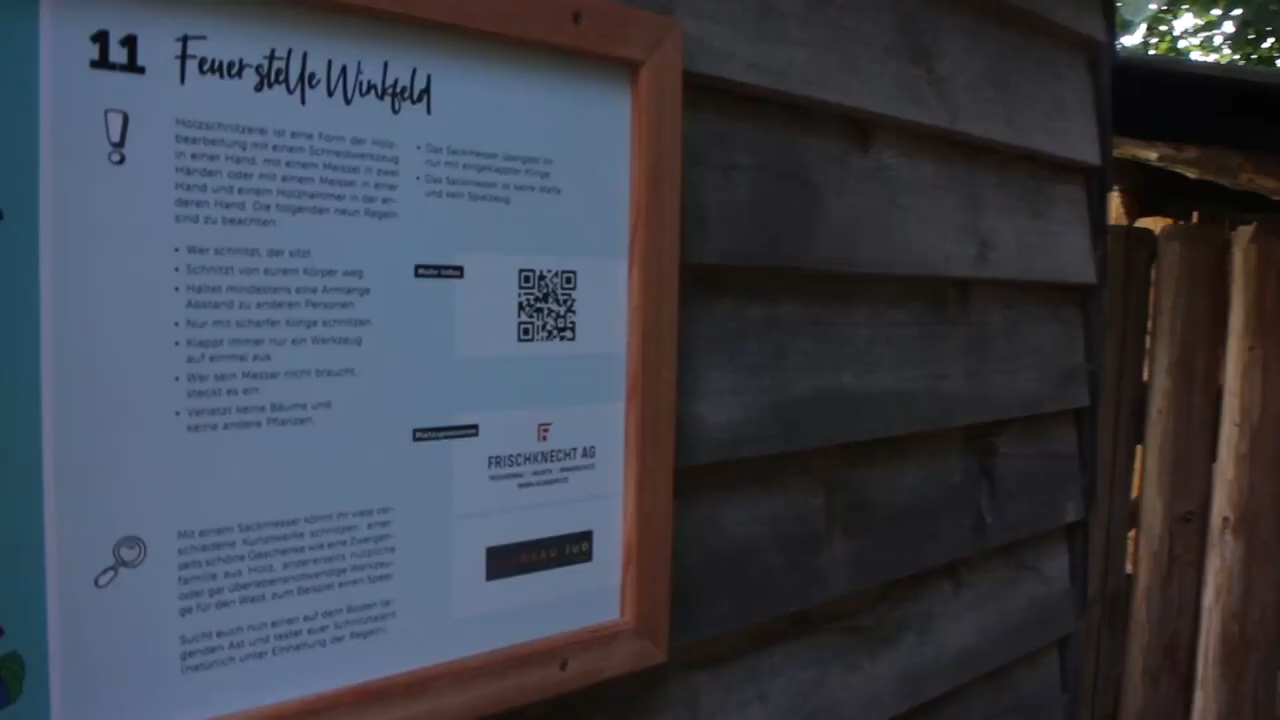 11 Feuerstelle Winkfeld
Holzschnitzerei ist eine Form der Holz-
bearbeitung mit einem Schneidwerkzeug
in einer Hand, mit einem Meissel in zwei
Händen oder mit einem Meissel in einer
Hand und einem Holzhammer in der an-
deren Hand. Die folgenden neun Regeln
sind zu beachten:
• Wer schnitzt, der sitzt.
• Schnitzt von eurem Körper weg.
• Haltet mindestens eine Armlänge
Abstand zu anderen Personen.
• Nur mit scharfer Klinge schnitzen.
• Klappt immer nur ein Werkzeug
auf einmal aus.
• Wer sein Messer nicht braucht,
steckt es ein.
• Verletzt keine Bäume und
keine andere Pflanzen.
• Das Sackmesser übergebt ihr
nur mit eingeklappter Klinge.
• Das Sackmesser ist keine Waffe
und kein Spielzeug.
Mehr Infos
Platzsponsoren
FRISCHKNECHT AG
Mit einem Sackmesser könnt ihr viele ver-
schiedene Kunstwerke schnitzen: einer-
seits schöne Geschenke wie eine Zwergen-
familie aus Holz, andererseits nützliche
oder gar überlebensnotwendige Werkzeu-
ge für den Wald, zum Beispiel einen Speer.
Sucht euch nun einen auf dem Boden lie-
genden Ast und testet euer Schnitztalent
(natürlich unter Einhaltung der Regeln).